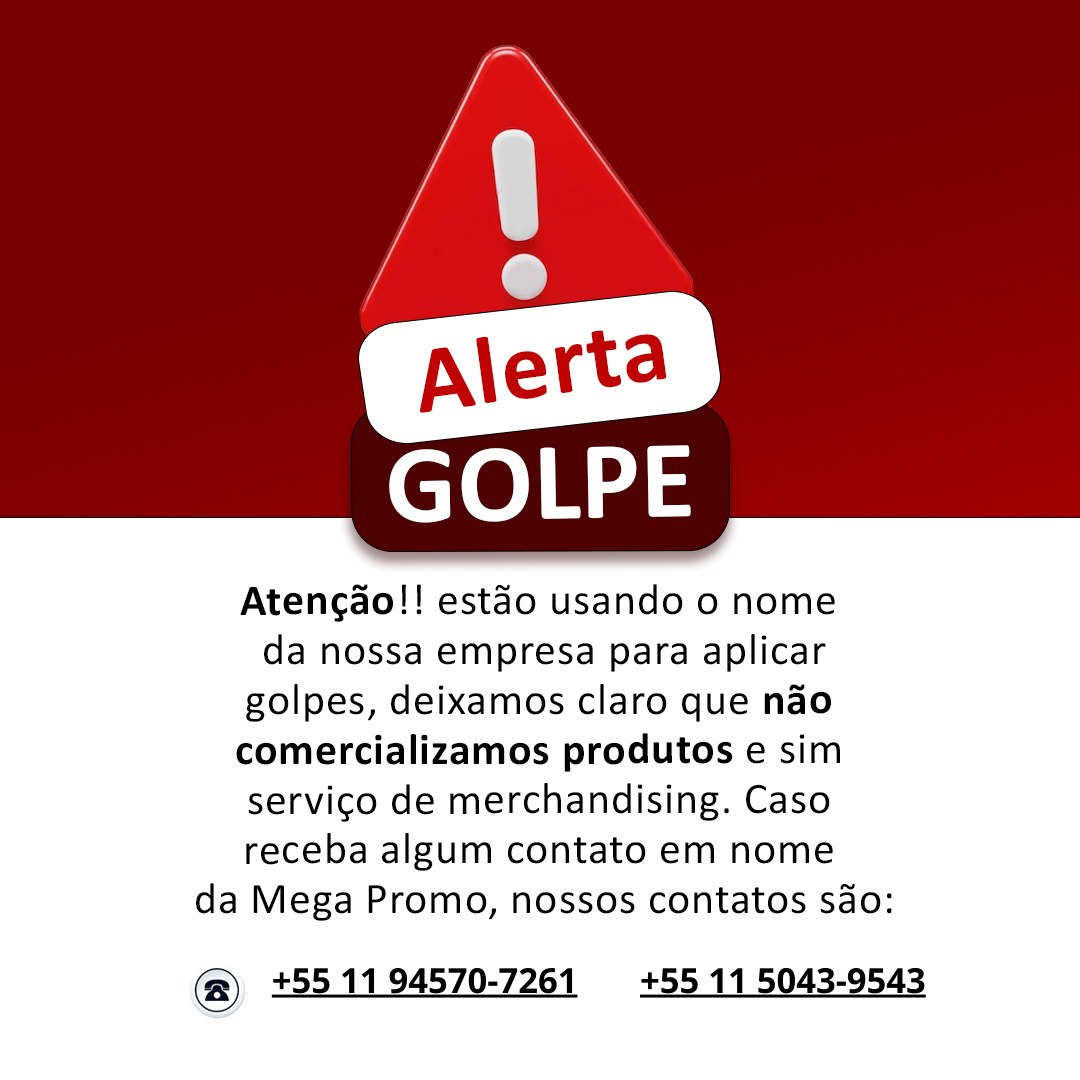 !
Alerta
GOLPE
Atenção!! estão usando o nome
da nossa empresa para aplicar
golpes, deixamos claro que não
comercializamos produtos e sim
serviço de merchandising. Caso
receba algum contato em nome
da Mega Promo, nossos contatos são:
+55 11 94570-7261 +55 11 5043-9543